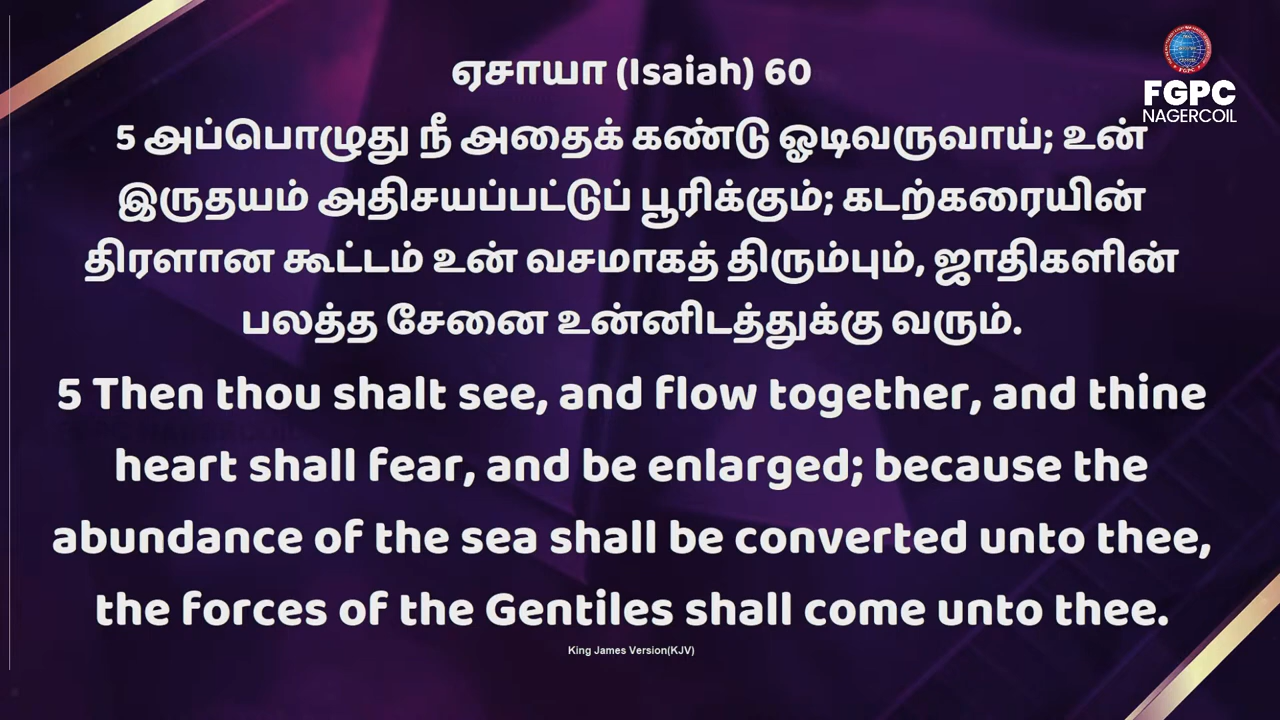 ஏசாயா (Isaiah) 60
FGPC
NAGERCOIL
5 அப்பொழுது நீ அதைக் கண்டு ஓடிவருவாய்; உன்
இருதயம் அதிசயப்பட்டுப் பூரிக்கும்; கடற்கரையின்
திரளான கூட்டம் உன் வசமாகத் திரும்பும், ஜாதிகளின்
பலத்த சேனை உன்னிடத்துக்கு வரும்.
5 Then thou shalt see, and flow together, and thine
heart shall fear, and be enlarged; because the
abundance of the sea shall be converted unto thee,
the forces of the Gentiles shall come unto thee.
King James Version(KJV)